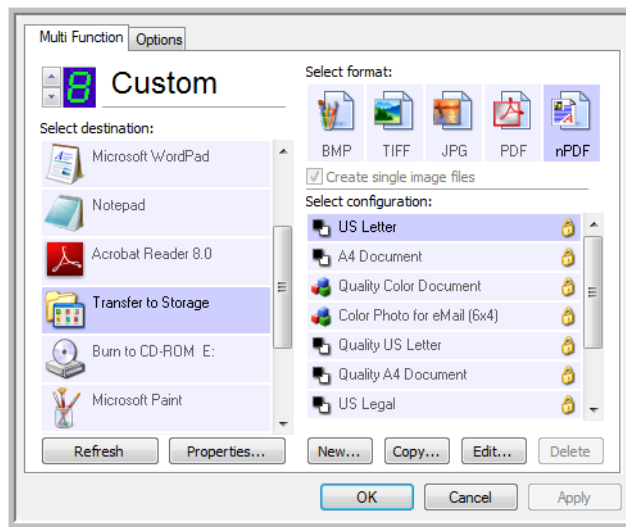 Multi Function
Options
8
Custom
Select destination:
Microsoft WordPad
Notepad
Acrobat Reader 8.0
Transfer to Storage
Burn to CD-ROM E:
Microsoft Paint
Refresh
Properties...
Select format:
BMP
TIFF
JPG
PDF
nPDF
Create single image files
Select configuration:
US Letter
A4 Document
Quality Color Document
Color Photo for eMail (6x4)
Quality US Letter
Quality A4 Document
US Legal
New...
Copy...
Edit...
Delete
OK
Cancel
Apply